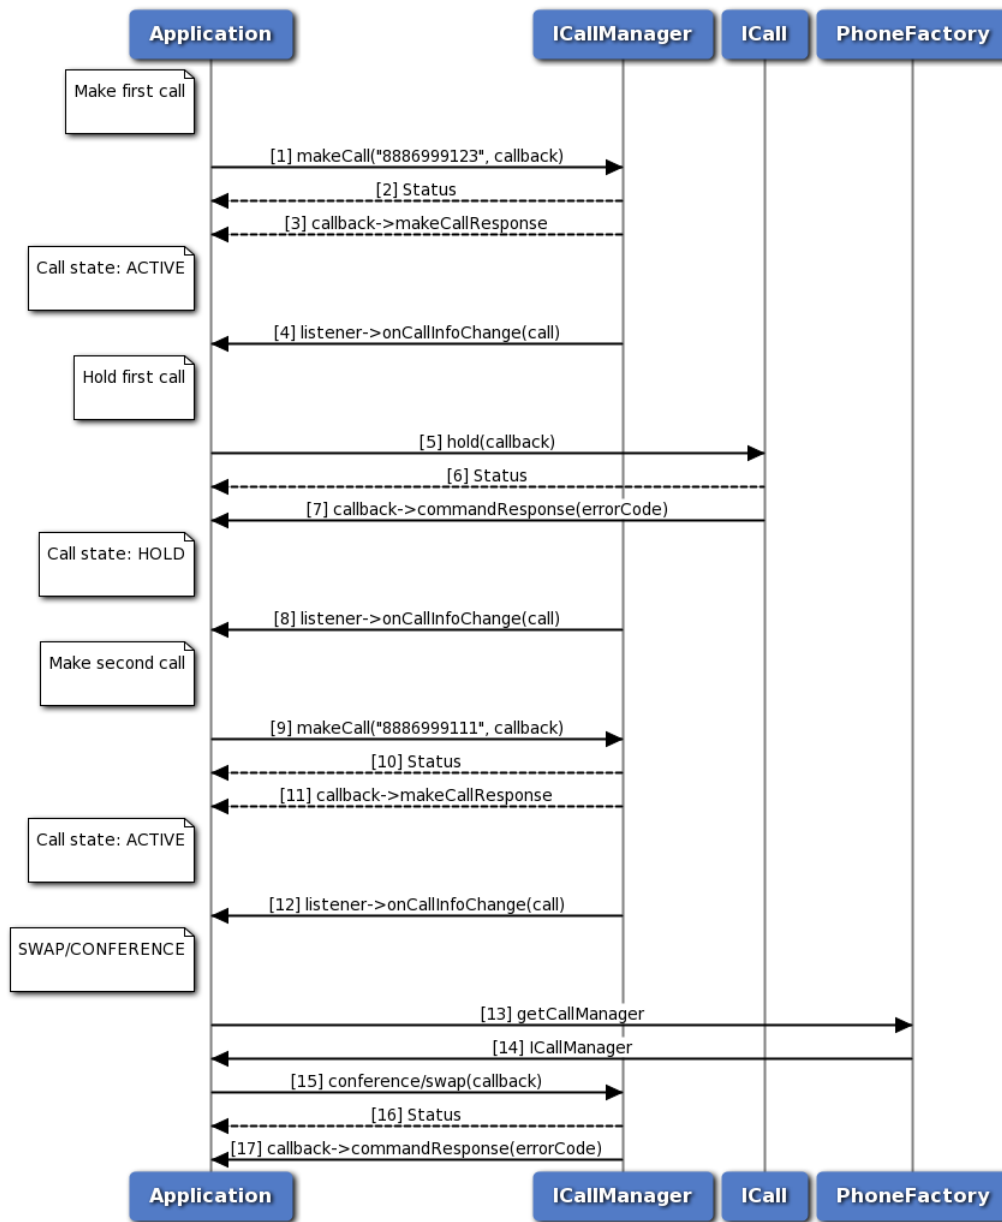 Application ICallManager ICall PhoneFactory
Make first call
[1] makeCall("8886999123", callback)
[2] Status
[3] callback->makeCallResponse
Call state: ACTIVE
[4] listener->onCallInfoChange(call)
Hold first call
[5] hold(callback)
[6] Status
[7] callback->commandResponse(errorCode)
Call state: HOLD
[8] listener->onCallInfoChange(call)
Make second call
[9] makeCall("8886999111", callback)
[10] Status
[11] callback->makeCallResponse
Call state: ACTIVE
[12] listener->onCallInfoChange(call)
SWAP/CONFERENCE
[13] getCallManager
[14] ICallManager
[15] conference/swap(callback)
[16] Status
[17] callback->commandResponse(errorCode)
Application ICallManager ICall PhoneFactory